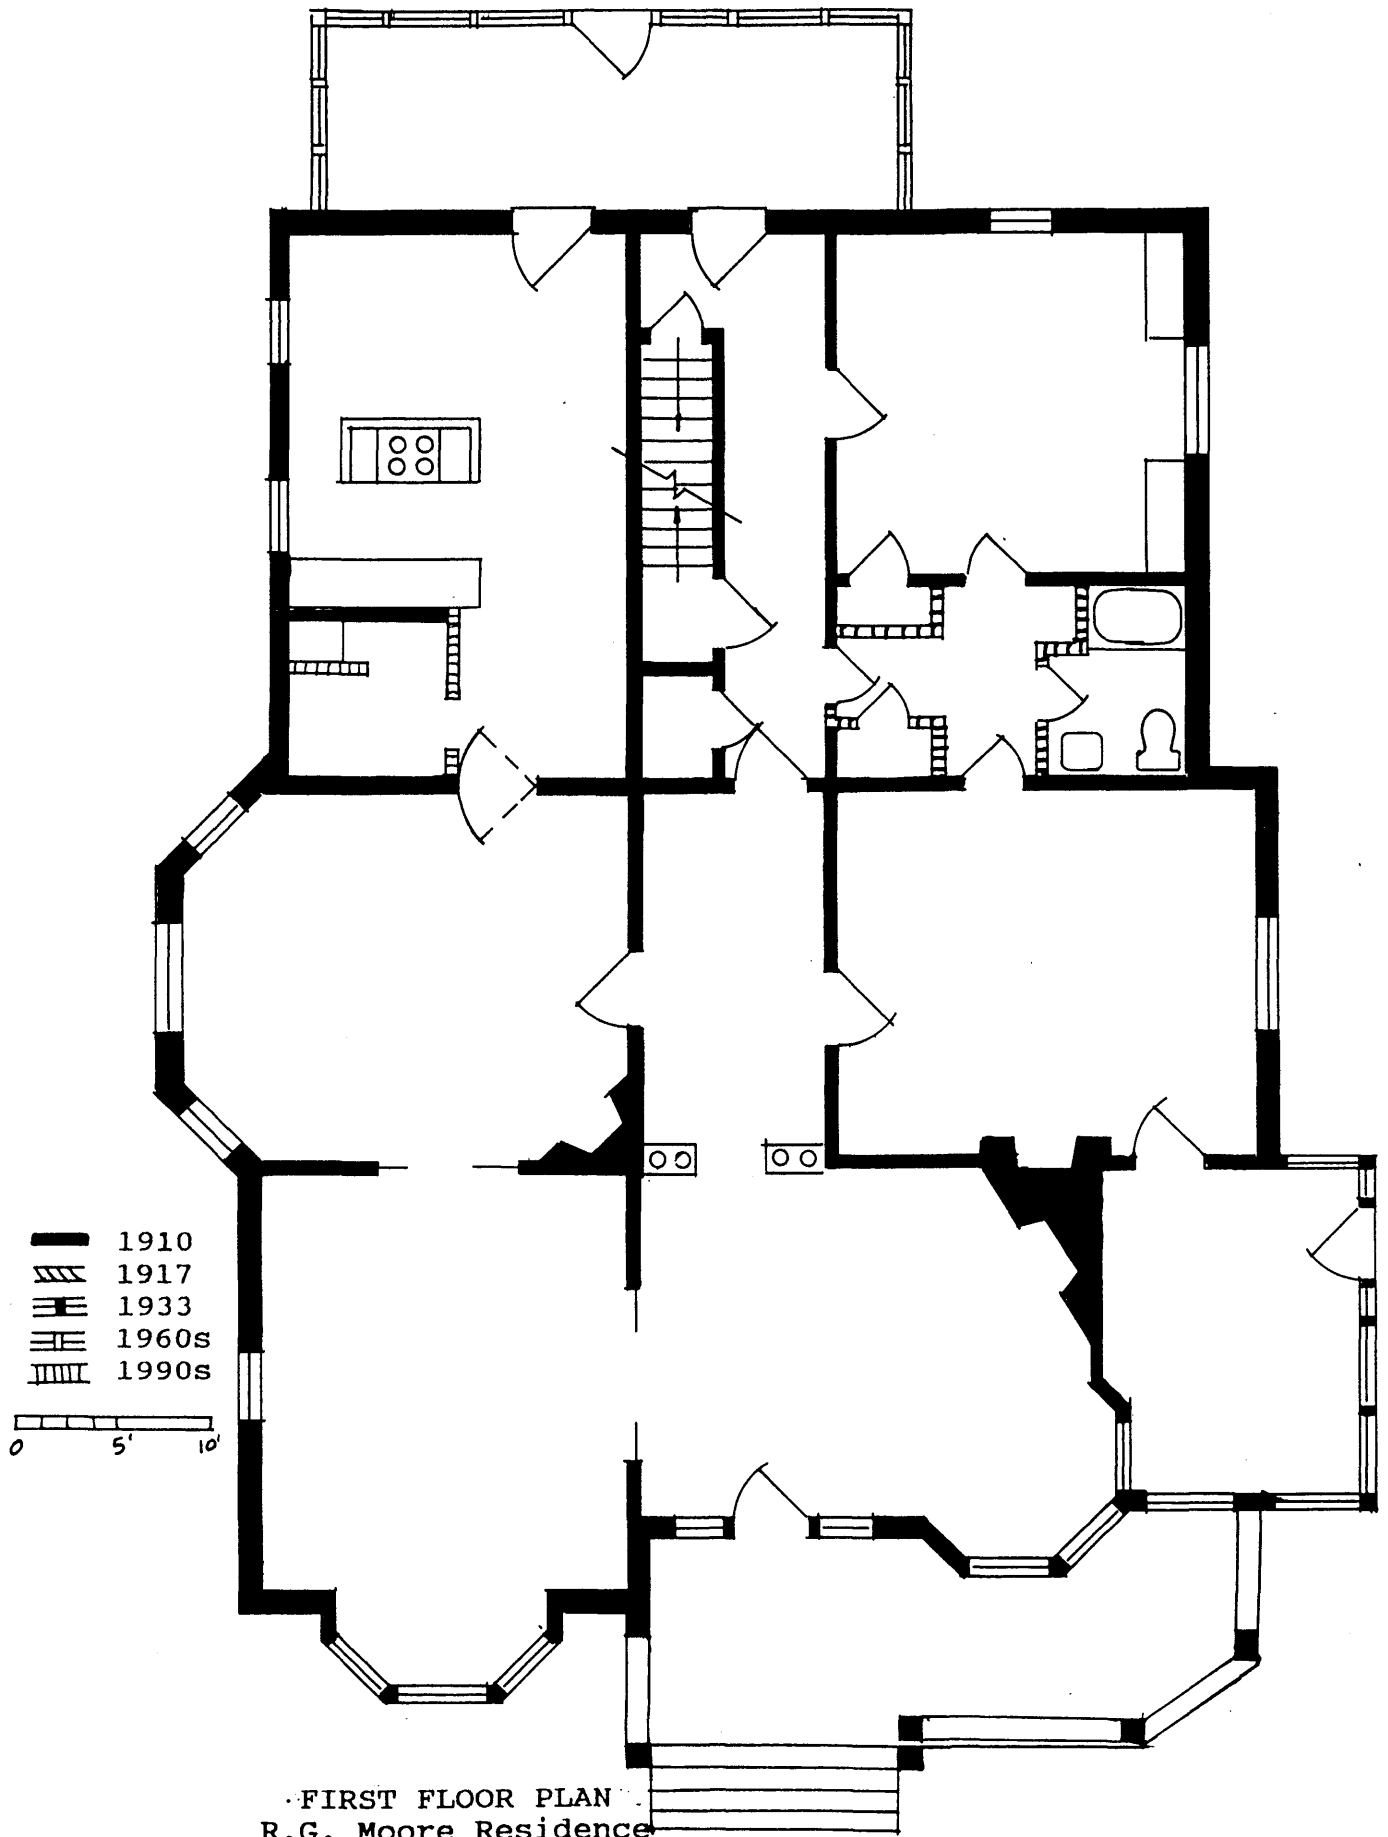 1910
1917
1933
1960s
1990s
0 5' 10'
FIRST FLOOR PLAN
R.G. Moore Residence